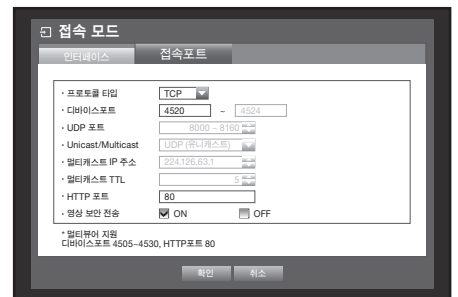 접속 모드
인터페이스 접속포트
· 프로토콜 타입 TCP
· 디바이스포트 4520 ~ 4524
· UDP 포트 8000 ~ 8160
· Unicast/Multicast UDP (유니캐스트)
· 멀티캐스트 IP 주소 224.126.63.1
· 멀티캐스트 TTL 5
· HTTP 포트 80
· 영상 보안 전송 ON OFF
* 멀티뷰어 지원
디바이스포트 4505~4530, HTTP포트 80
확인 취소